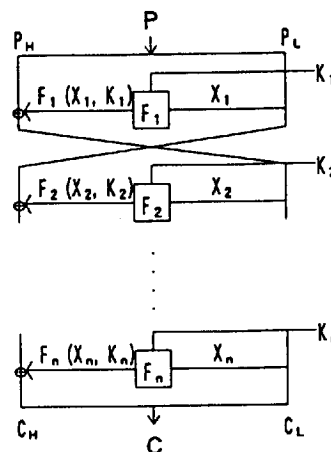 P
P_H P_L
K_1
F_1 (X_1, K_1) F_1 X_1
K_2
F_2 (X_2, K_2) F_2 X_2
K
F_n (X_n, K_n) F_n X_n
C_H C_L
C